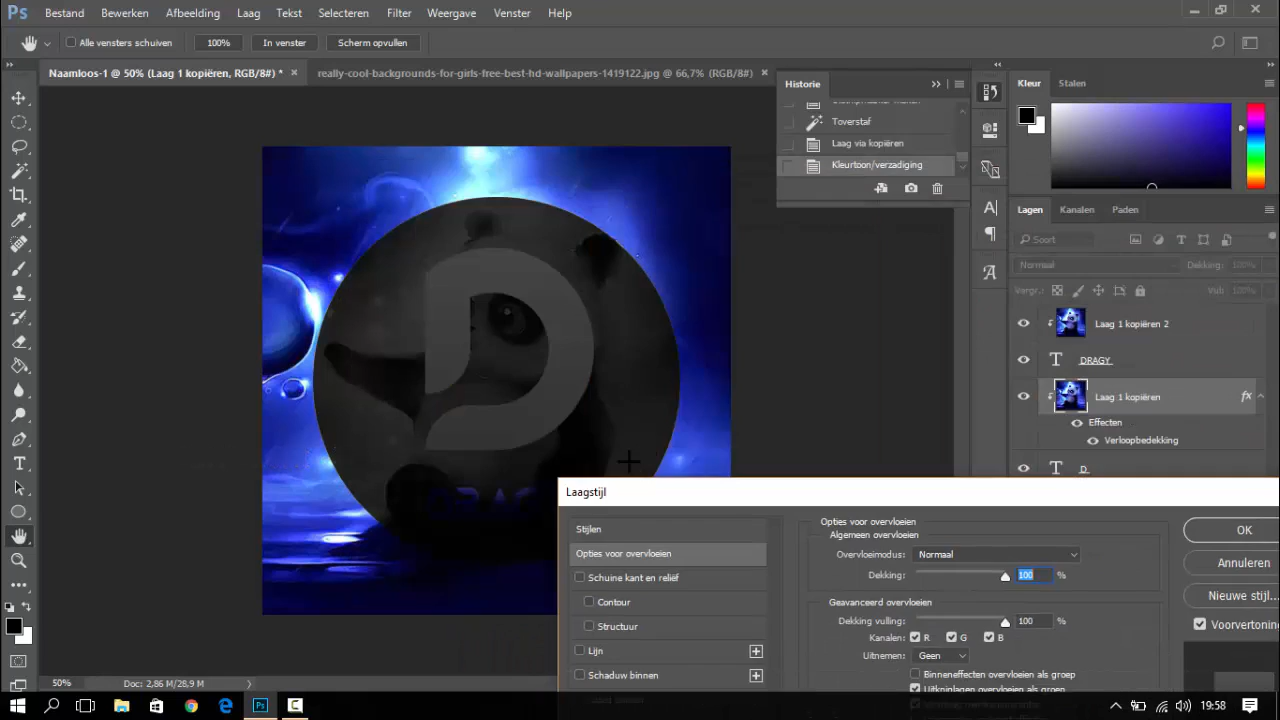 Ps Bestand Bewerken Afbeelding Laag Tekst Selecteren Filter Weergave Venster Help
Alle vensters schuiven 100% In venster Scherm opvullen
Naamloos-1 @ 50% (Laag 1 kopiëren, RGB/8#) * × really-cool-backgrounds-for-girls-free-best-hd-wallpapers-1419122.jpg @ 66,7% (RGB/8#) ×
Historie
Toverstaf
Laag via kopiëren
Kleurtoon/verzadiging
Kleur Stalen
Lagen Kanalen Paden
Soort
Normaal Dekking: 100%
Vergr.: Vul: 100%
Laag 1 kopiëren 2
T DRAGY
Laag 1 kopiëren fx
Effecten
Verloopbedekking
T D
D
Laagstijl
Stijlen
Opties voor overvloeien
Schuine kant en reliëf
Contour
Structuur
Lijn
Schaduw binnen
Opties voor overvloeien
Algemeen overvloeien
Overvloeimodus: Normaal
Dekking: 100 %
Geavanceerd overvloeien
Dekking vulling: 100 %
Kanalen: R G B
Uitnemen: Geen
Binneneffecten overvloeien als groep
Uitknippen overvloeien als groep
OK
Annuleren
Nieuwe stijl...
Voorvertonin
50% Doc: 2,86 M/28,9 M
19:58